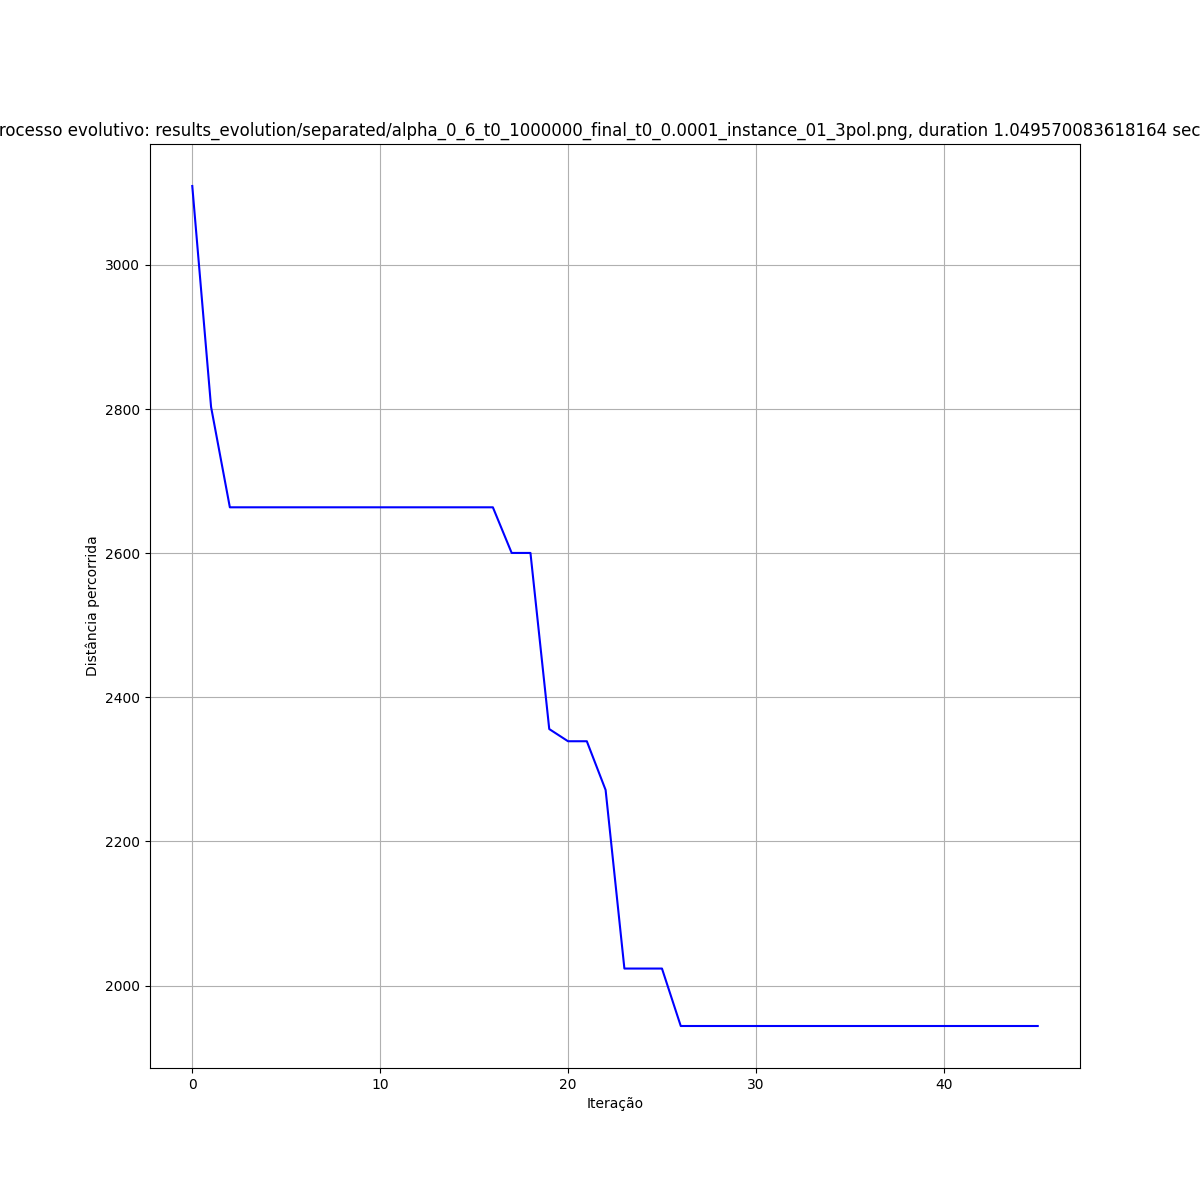 rocesso evolutivo: results_evolution/separated/alpha_0_6_t0_1000000_final_t0_0.0001_instance_01_3pol.png, duration 1.049570083618164 sec
3000
2800
2600
2400
2200
2000
Distância percorrida
0 10 20 30 40
Iteração